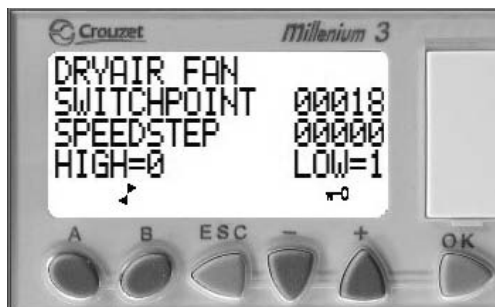 Crouzet Millenium 3
DRYAIR FAN
SWITCHPOINT 00018
SPEEDSTEP 00000
HIGH=0 LOW=1
A B ESC - + OK